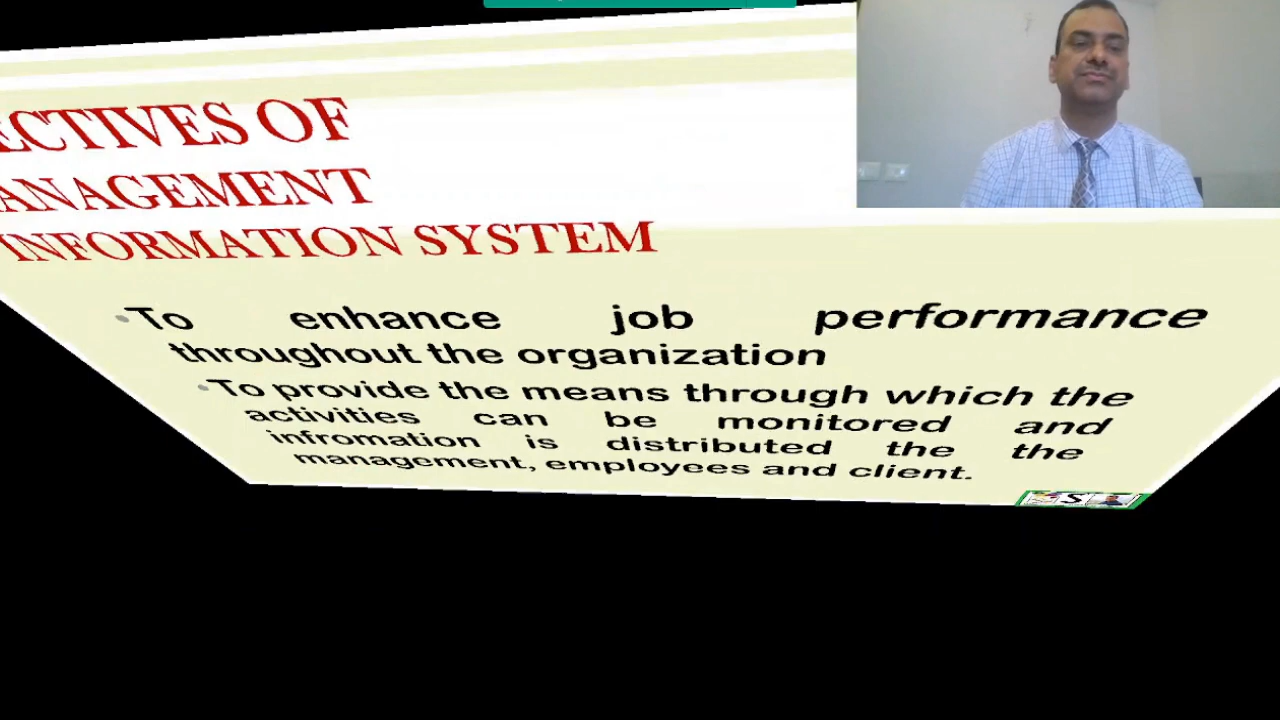 ECTIVES OF
ANAGEMENT
INFORMATION SYSTEM
•To enhance job performance
throughout the organization
•To provide the means through which the
activities can be monitored and
infromation is distributed the the
management, employees and client.
S